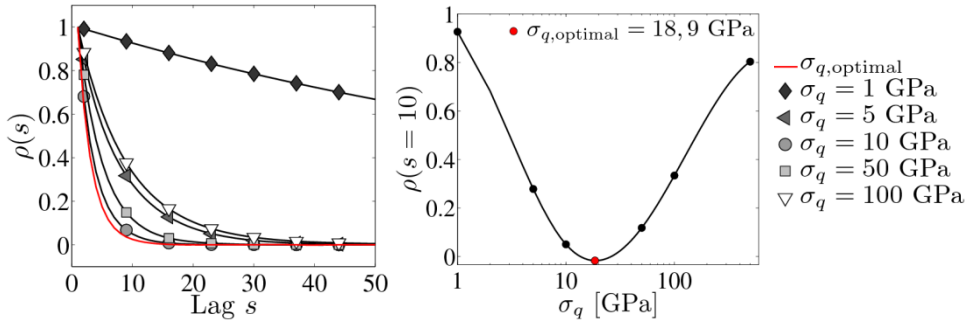 1
0.8
0.6
0.4
0.2
0
ρ(s)
0 10 20 30 40 50
Lag s
1
0.8
0.6
0.4
0.2
0
ρ(s = 10)
1 10 100
σq [GPa]
σq,optimal = 18, 9 GPa
σq,optimal
σq = 1 GPa
σq = 5 GPa
σq = 10 GPa
σq = 50 GPa
σq = 100 GPa